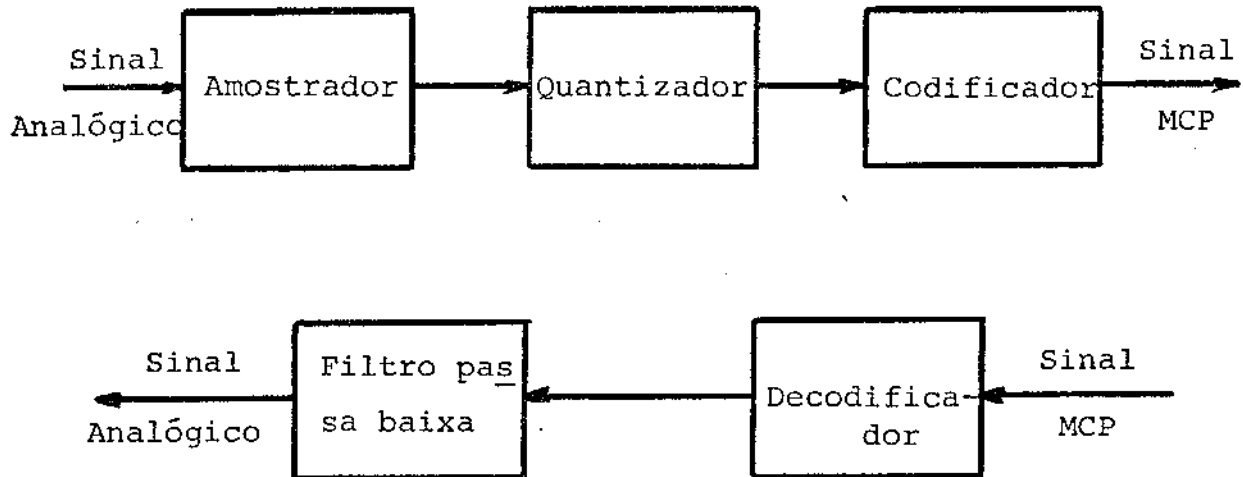 Sinal
Analógico
Amostrador
Quantizador
Codificador
Sinal
MCP
Sinal
Analógico
Filtro pas
sa baixa
Decodifica-
dor
Sinal
MCP